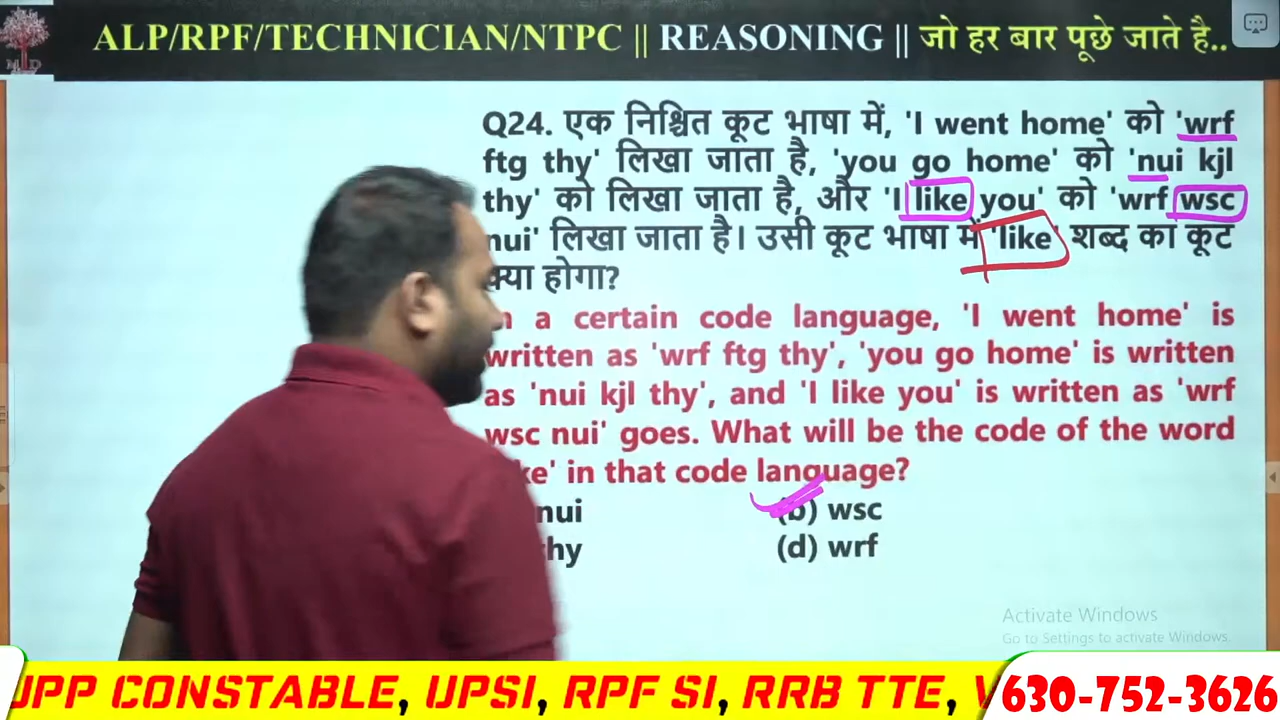 ALP/RPF/TECHNICIAN/NTPC || REASONING || जो हर बार पूछे जाते है..
Q24. एक निश्चित कूट भाषा में, 'I went home' को 'wrf
ftg thy' लिखा जाता है, 'you go home' को 'nui kjl
thy' को लिखा जाता है, और 'I like you' को 'wrf wsc
nui' लिखा जाता है। उसी कूट भाषा में 'like' शब्द का कूट
क्या होगा?
a certain code language, 'I went home' is
written as 'wrf ftg thy', 'you go home' is written
as 'nui kjl thy', and 'I like you' is written as 'wrf
wsc nui' goes. What will be the code of the word
in that code language?
nui (b) wsc
(d) wrf
Activate Windows
Go to Settings to activate Windows.
UPP CONSTABLE, UPSI, RPF SI, RRB TTE,
630-752-3626